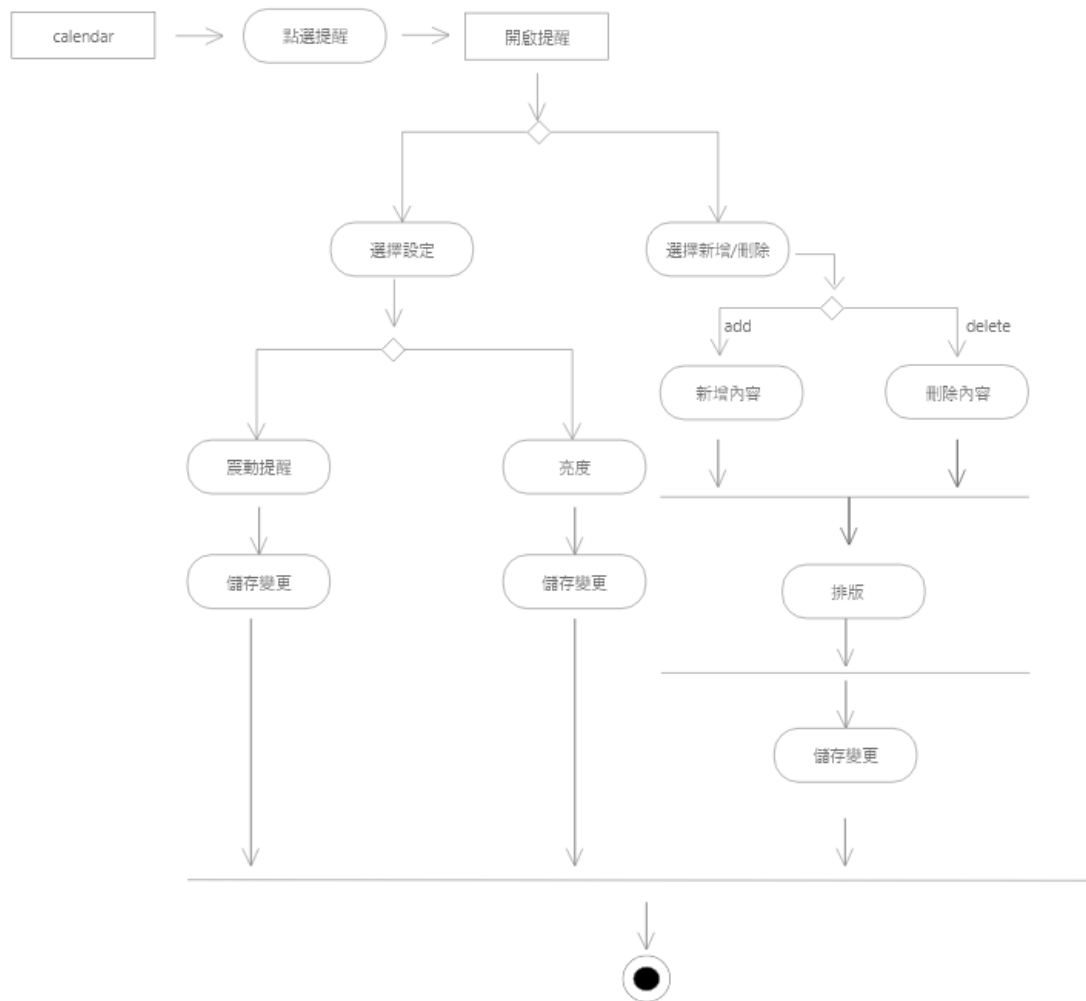 calendar
點選提醒
開啟提醒
選擇設定
選擇新增/刪除
add
delete
新增內容
刪除內容
震動提醒
亮度
儲存變更
儲存變更
排版
儲存變更